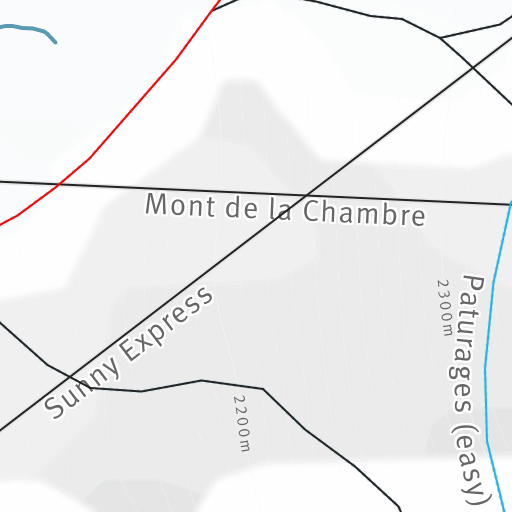 Mont de la Chambre
Sunny Express
2300m
Paturages (easy)
2200m